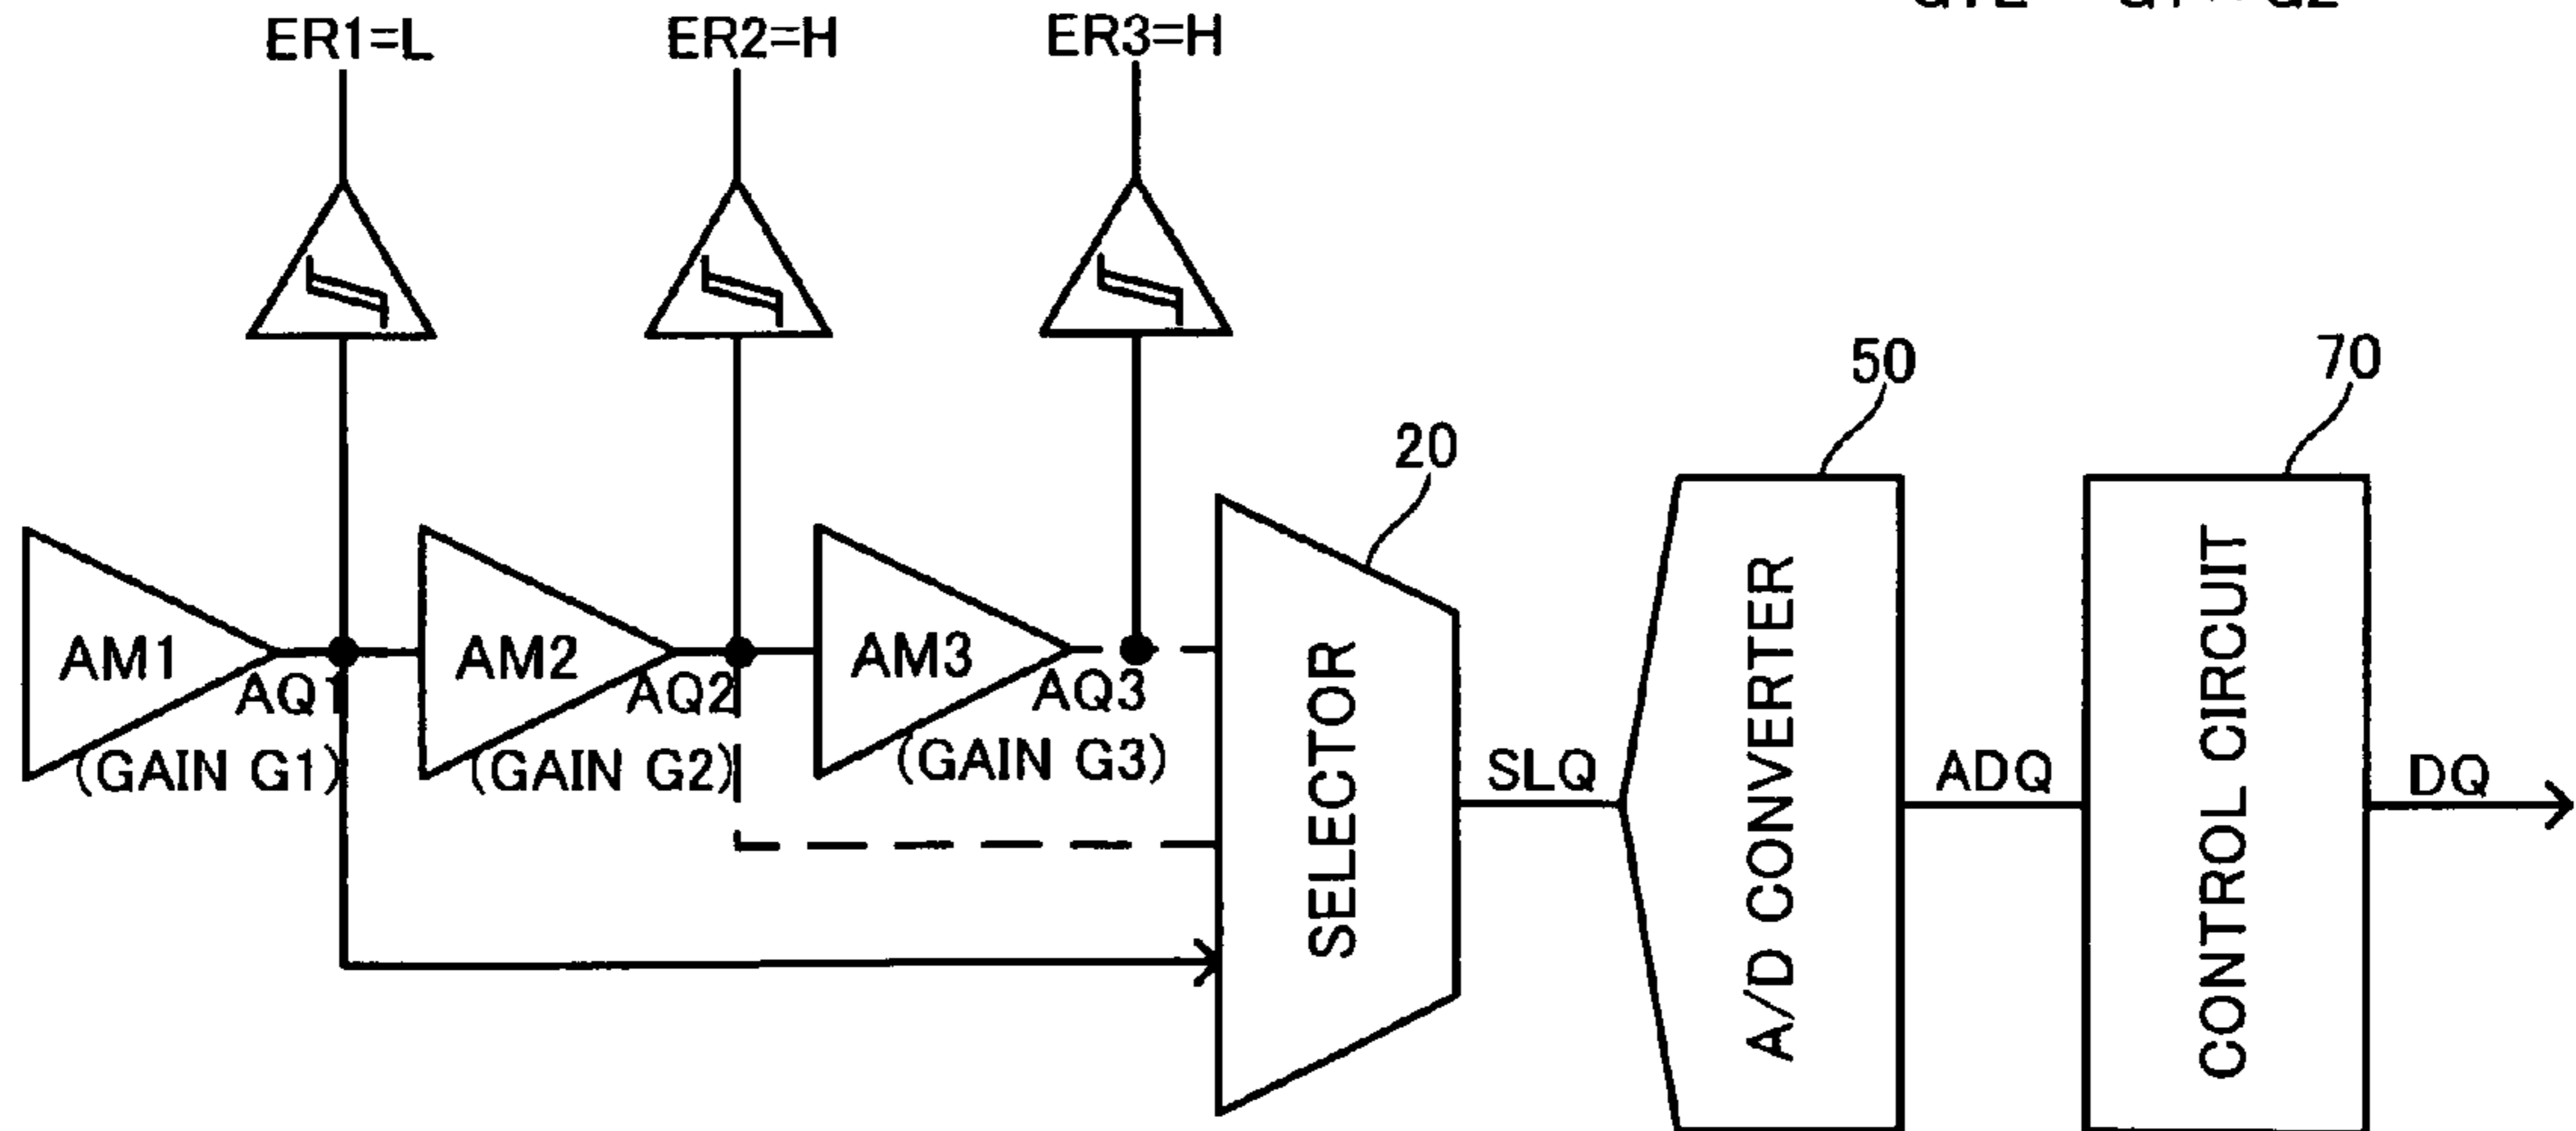 ER1=L
ER2=H
ER3=H
50
70
20
AM1
AM2
AM3
AQ1
AQ2
AQ3
(GAIN G1)
(GAIN G2)
(GAIN G3)
SELECTOR
SLQ
A/D CONVERTER
ADQ
CONTROL CIRCUIT
DQ